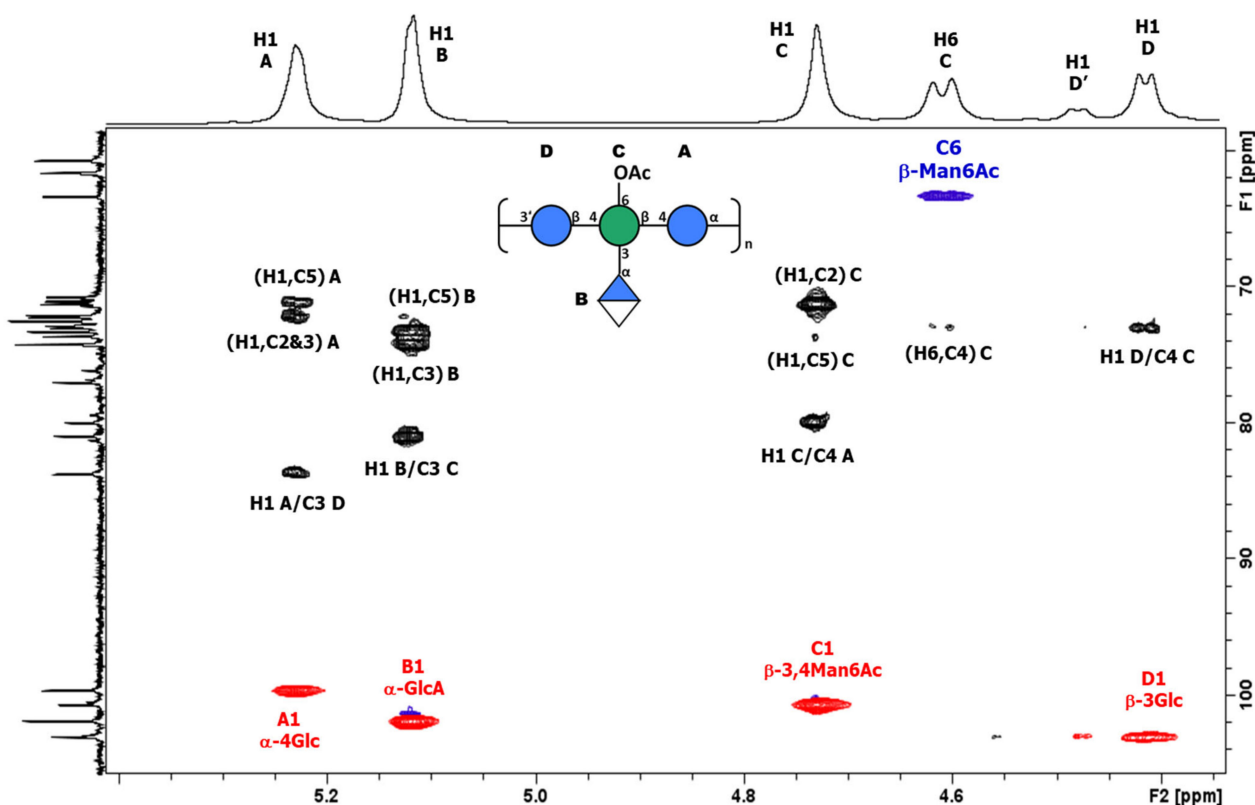 H1
A
H1
B
H1
C
H6
C
H1
D'
H1
D
D C A
OAc
6
3' β 4 β 4 α
n
3
α
B
C6
β-Man6Ac
F1 [ppm]
70
80
90
100
(H1,C5) A
(H1,C2&3) A
H1 A/C3 D
(H1,C5) B
(H1,C3) B
H1 B/C3 C
(H1,C2) C
(H1,C5) C
H1 C/C4 A
(H6,C4) C
H1 D/C4 C
A1
α-4Glc
B1
α-GlcA
C1
β-3,4Man6Ac
D1
β-3Glc
5.2 5.0 4.8 4.6 F2 [ppm]